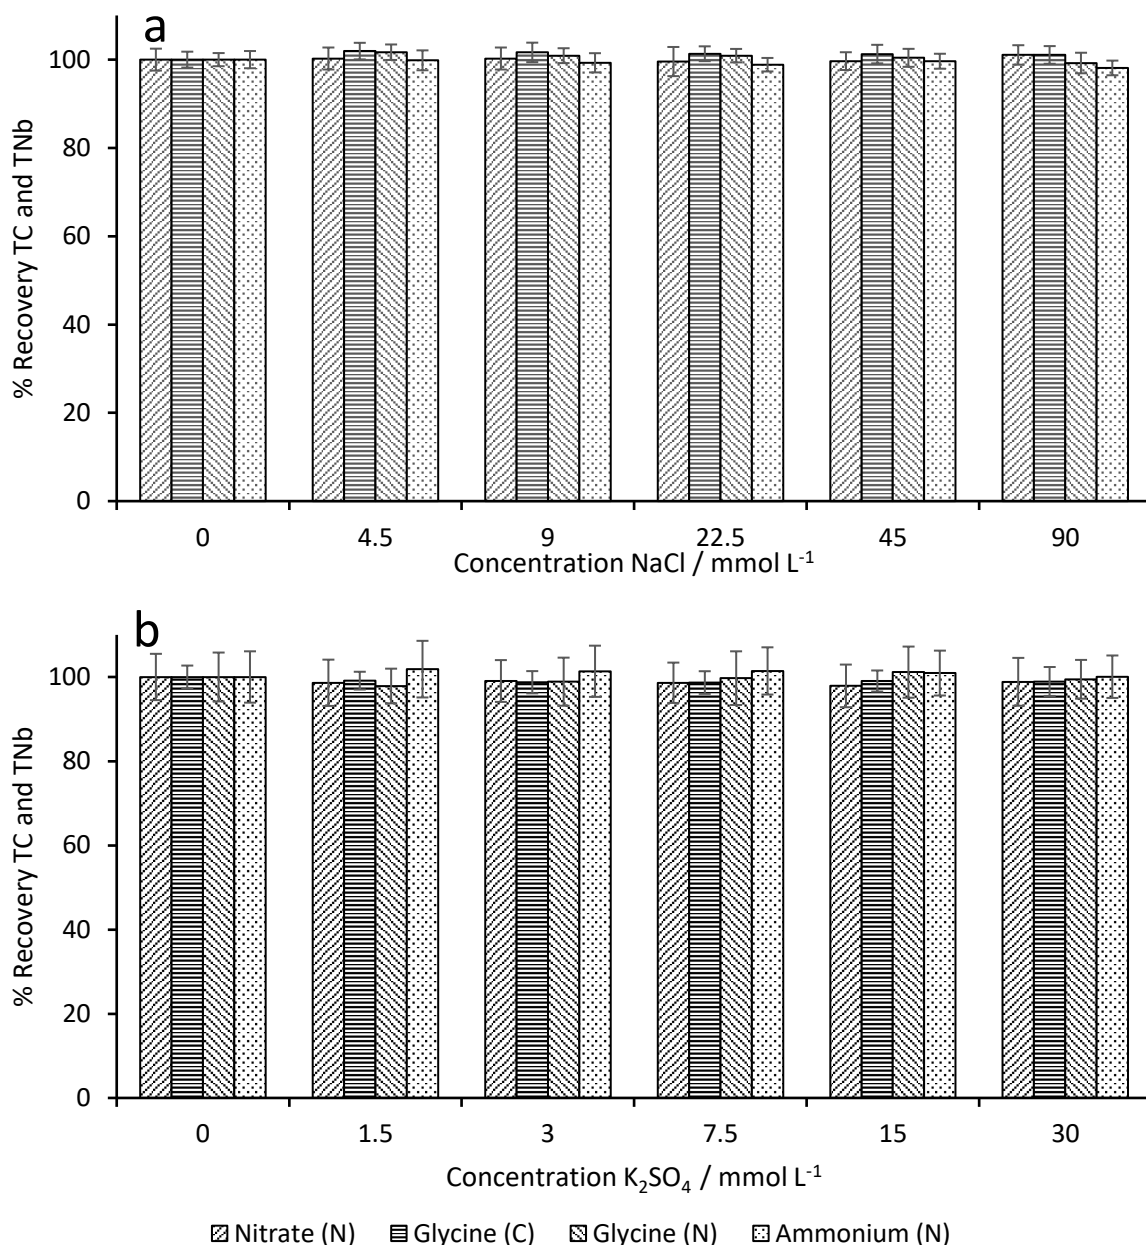 a
% Recovery TC and TNb
100
80
60
40
20
0
0 4.5 9 22.5 45 90
Concentration NaCl / mmol L⁻¹
b
% Recovery TC and TNb
100
80
60
40
20
0
0 1.5 3 7.5 15 30
Concentration K₂SO₄ / mmol L⁻¹
Nitrate (N) Glycine (C) Glycine (N) Ammonium (N)